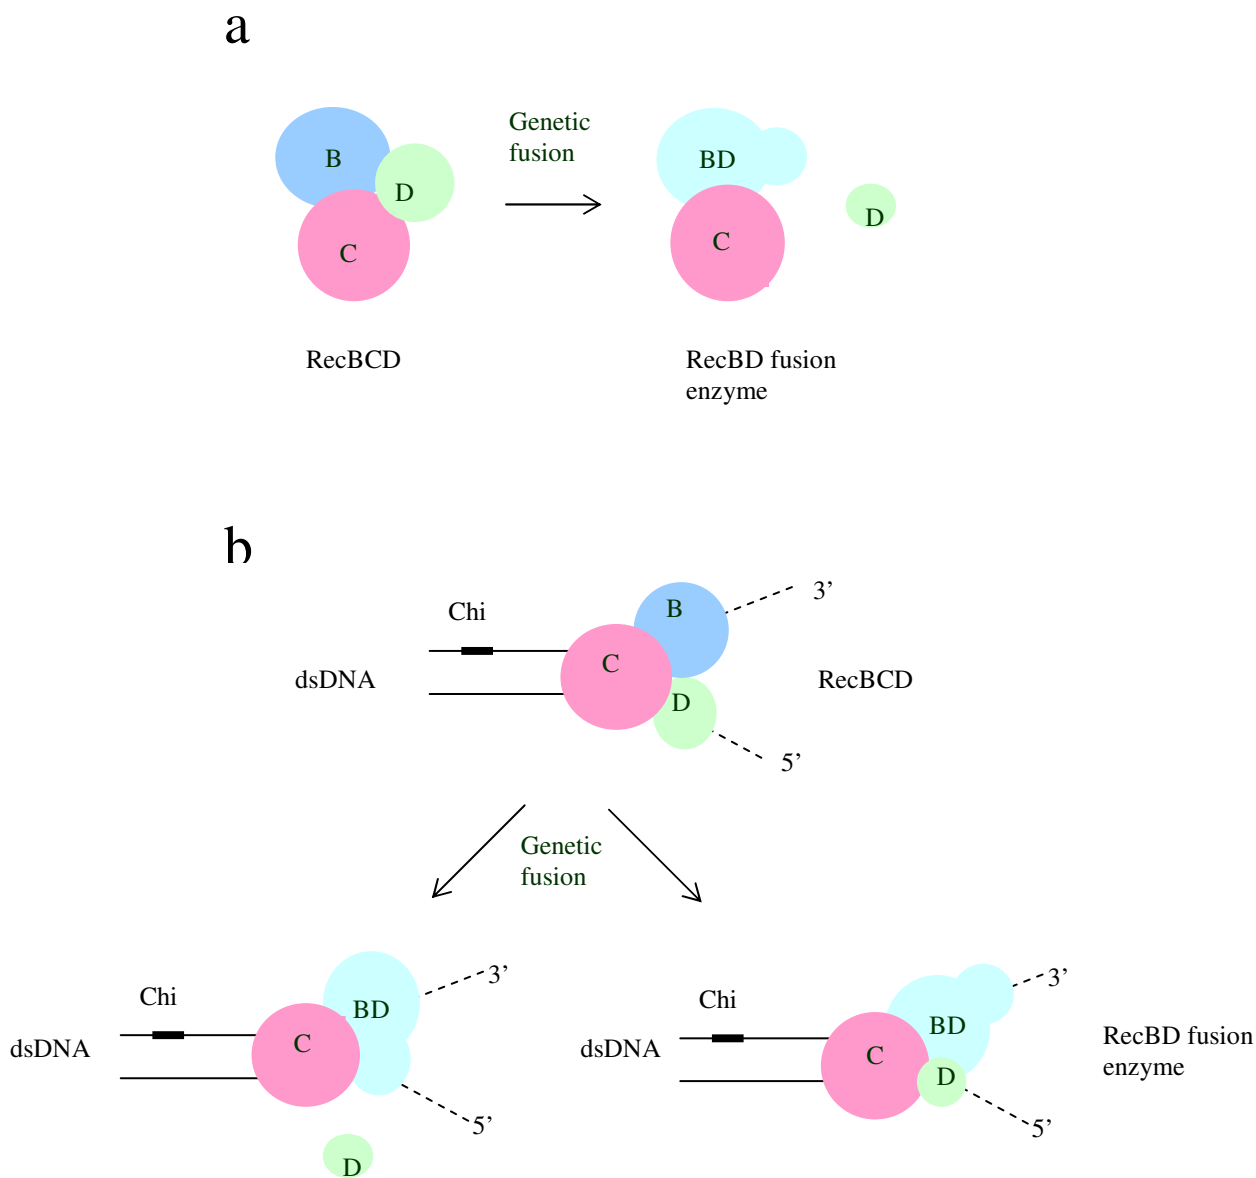 a
Genetic
fusion
B
D
C
BD
C
D
RecBCD
RecBD fusion
enzyme
b
3’
Chi
B
C
dsDNA
RecBCD
D
5’
Genetic
fusion
3’
Chi
BD
C
dsDNA
5’
D
3’
Chi
BD
C
dsDNA
D
RecBD fusion
enzyme
5’